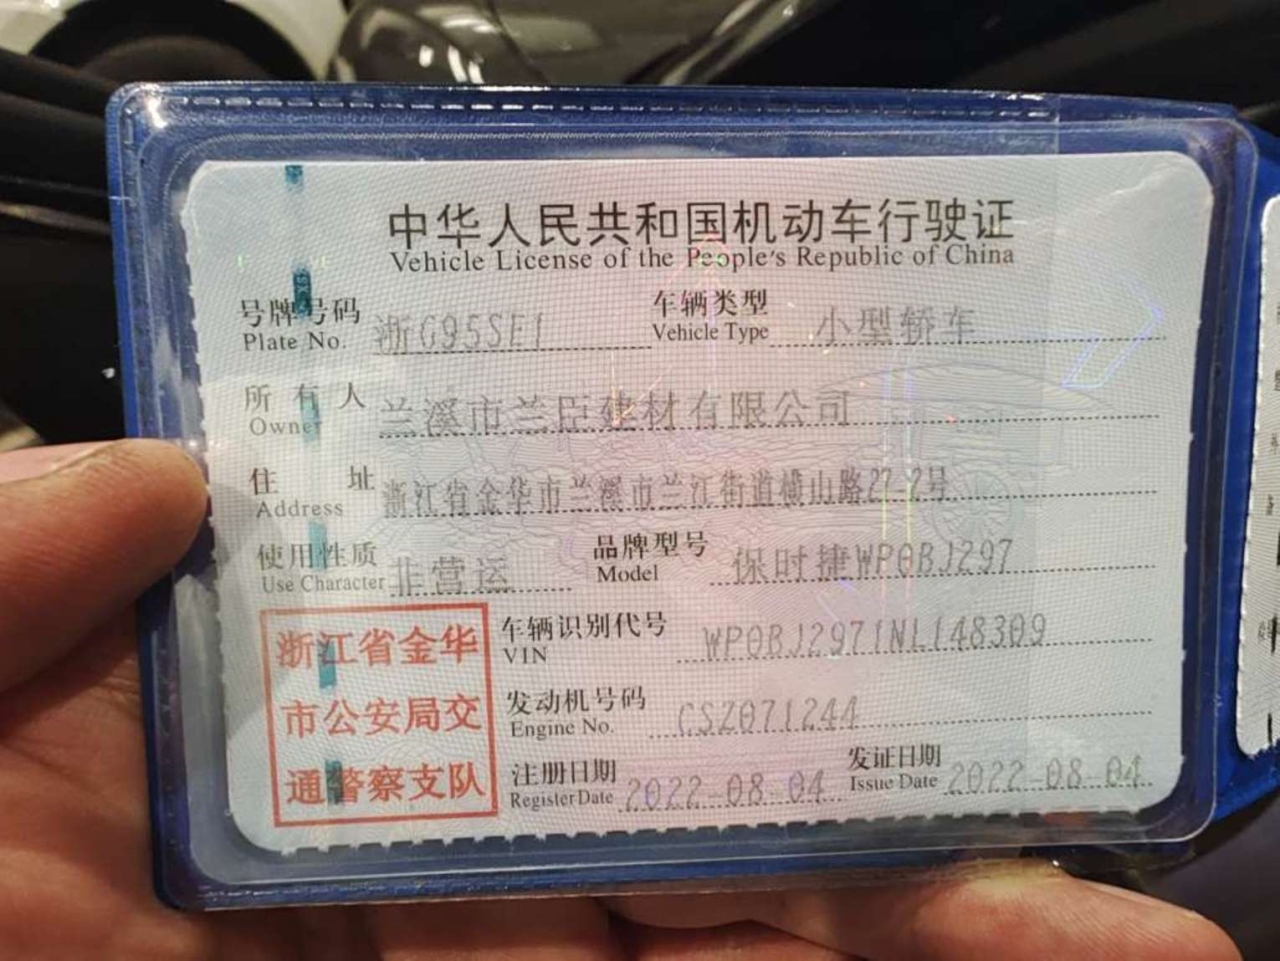 中华人民共和国机动车行驶证
Vehicle License of the People's Republic of China
号牌号码 浙G95SE1 车辆类型 小型轿车
Plate No. Vehicle Type
所有人 兰溪市兰臣建材有限公司
Owner
住址 浙江省金华市兰溪市兰江街道横山路27-2号
Address
使用性质 非营运 品牌型号 保时捷WP0BJ297
Use Character Model
浙江省金华
市公安局交
通警察支队
车辆识别代号 WP0BJ2971NL148309
VIN
发动机号码 CSZ071244
Engine No.
注册日期 2022-08-04 发证日期 2022-08-04
Register Date Issue Date